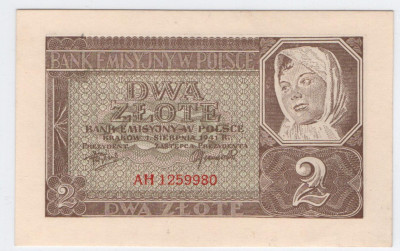 BANK EMISYJNY W POLSCE
DWA
ZŁOTE
BANK EMISYJNY W POLSCE
KRAKÓW, 1 SIERPNIA 1941 R.
PREZYDENT ZASTĘPCA PREZYDENTA
AH 1259980
2 2
DWA ZŁOTE